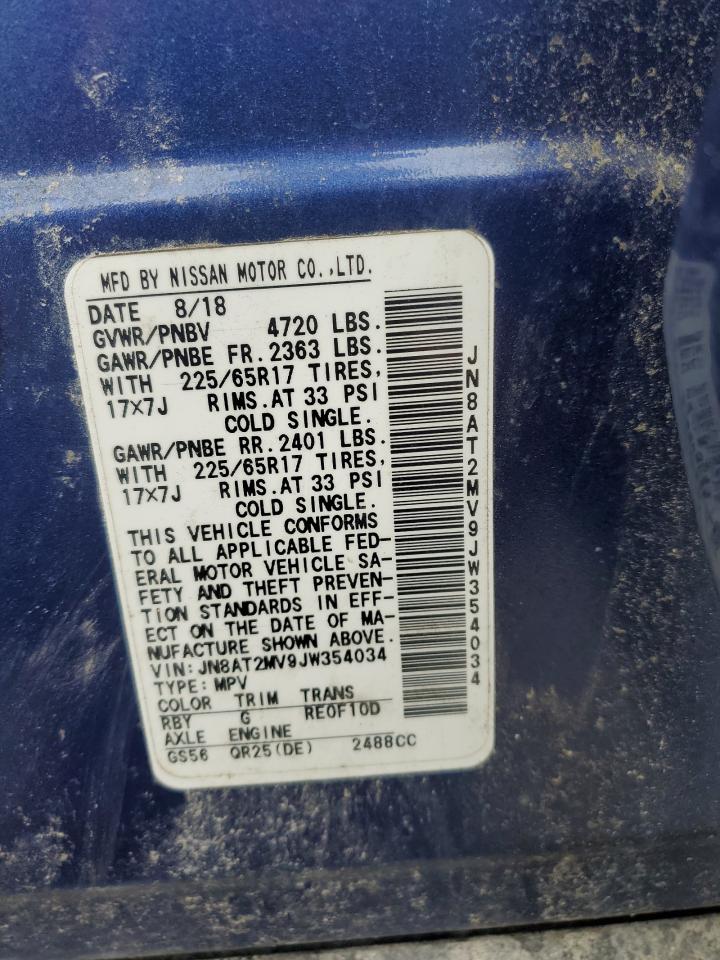 MFD BY NISSAN MOTOR CO.,LTD.
DATE 8/18
GVWR/PNBV 4720 LBS.
GAWR/PNBE FR.2363 LBS.
WITH 225/65R17 TIRES,
17X7J RIMS.AT 33 PSI
COLD SINGLE.
GAWR/PNBE RR.2401 LBS.
WITH 225/65R17 TIRES,
17X7J RIMS.AT 33 PSI
COLD SINGLE.
THIS VEHICLE CONFORMS
TO ALL APPLICABLE FED-
ERAL MOTOR VEHICLE SA-
FETY AND THEFT PREVEN-
TION STANDARDS IN EFF-
ECT ON THE DATE OF MA-
NUFACTURE SHOWN ABOVE.
VIN:JN8AT2MV9JW354034
TYPE:MPV
COLOR TRIM TRANS
RBY G RE0F10D
AXLE ENGINE
GS56 QR25(DE) 2488CC
JN8AT2MV9JW354034